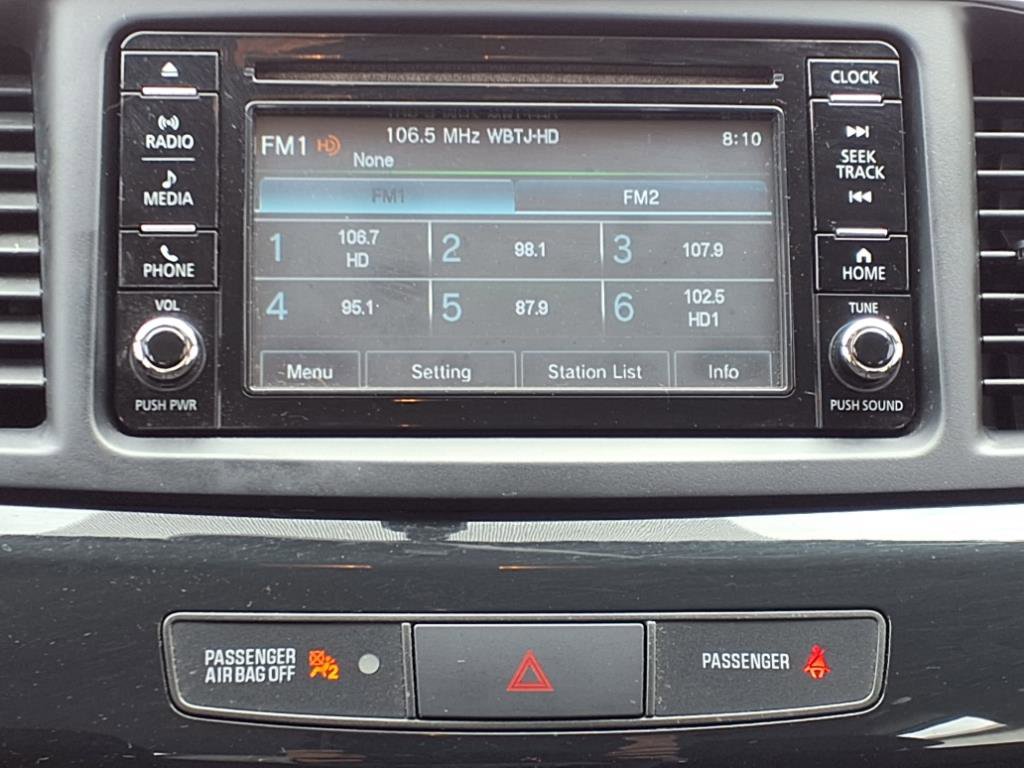 CLOCK
RADIO
MEDIA
PHONE
VOL
PUSH PWR
FM1 HD 106.5 MHz WBTJ-HD 8:10
None
FM1 FM2
1 106.7 HD 2 98.1 3 107.9
4 95.1 5 87.9 6 102.5 HD1
Menu Setting Station List Info
SEEK
TRACK
HOME
TUNE
PUSH SOUND
PASSENGER
AIR BAG OFF 2
PASSENGER